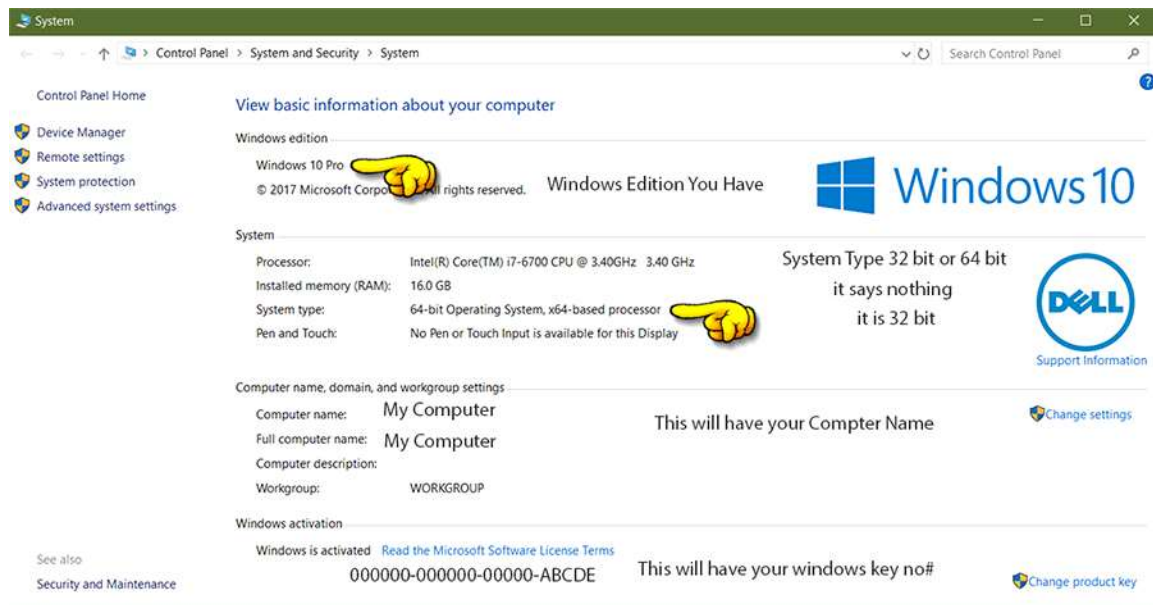 System
Control Panel > System and Security > System
Search Control Panel
Control Panel Home
Device Manager
Remote settings
System protection
Advanced system settings
See also
Security and Maintenance
View basic information about your computer
Windows edition
Windows 10 Pro
© 2017 Microsoft All rights reserved.
Windows Edition You Have
Windows 10
System
Processor: Intel(R) Core(TM) i7-6700 CPU @ 3.40GHz 3.40 GHz
Installed memory (RAM): 16.0 GB
System type: 64-bit Operating System, x64-based processor
Pen and Touch: No Pen or Touch Input is available for this Display
System Type 32 bit or 64 bit
it says nothing
it is 32 bit
DELL
Support Information
Computer name, domain, and workgroup settings
Computer name: My Computer
Full computer name: My Computer
Computer description:
Workgroup: WORKGROUP
This will have your Compter Name
Change settings
Windows activation
Windows is activated Read the Microsoft Software License Terms
000000-000000-00000-ABCDE
This will have your windows key no#
Change product key